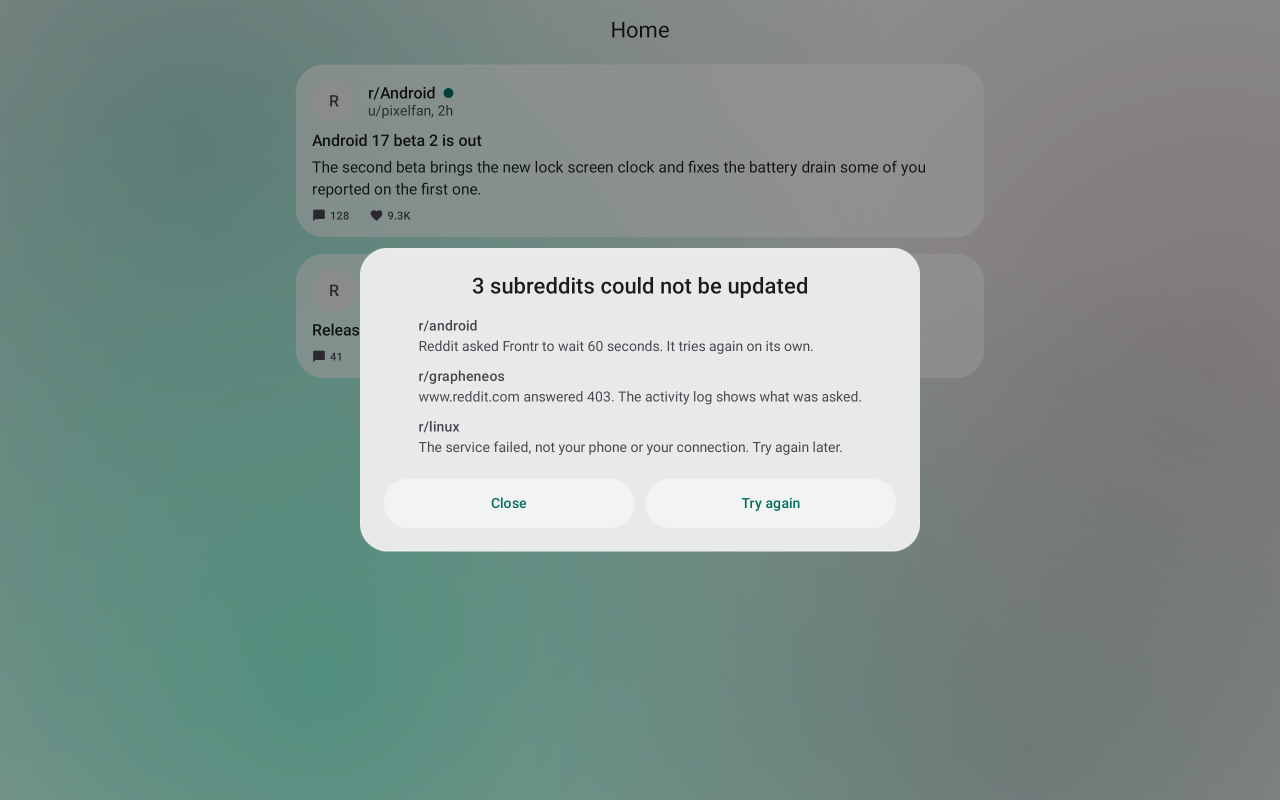 Home
R
r/Android
u/pixelfan, 2h
Android 17 beta 2 is out
The second beta brings the new lock screen clock and fixes the battery drain some of you
reported on the first one.
128
9.3K
R
Releas
41
3 subreddits could not be updated
r/android
Reddit asked Frontr to wait 60 seconds. It tries again on its own.
r/grapheneos
www.reddit.com answered 403. The activity log shows what was asked.
r/linux
The service failed, not your phone or your connection. Try again later.
Close
Try again